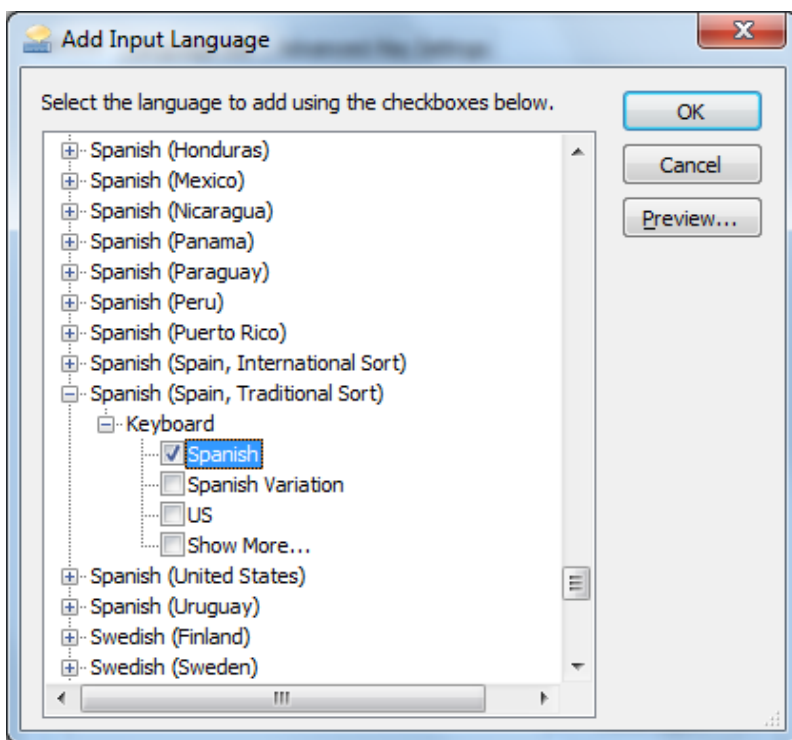 Add Input Language
Select the language to add using the checkboxes below.
OK
Cancel
Preview...
Spanish (Honduras)
Spanish (Mexico)
Spanish (Nicaragua)
Spanish (Panama)
Spanish (Paraguay)
Spanish (Peru)
Spanish (Puerto Rico)
Spanish (Spain, International Sort)
Spanish (Spain, Traditional Sort)
Keyboard
Spanish
Spanish Variation
US
Show More...
Spanish (United States)
Spanish (Uruguay)
Swedish (Finland)
Swedish (Sweden)